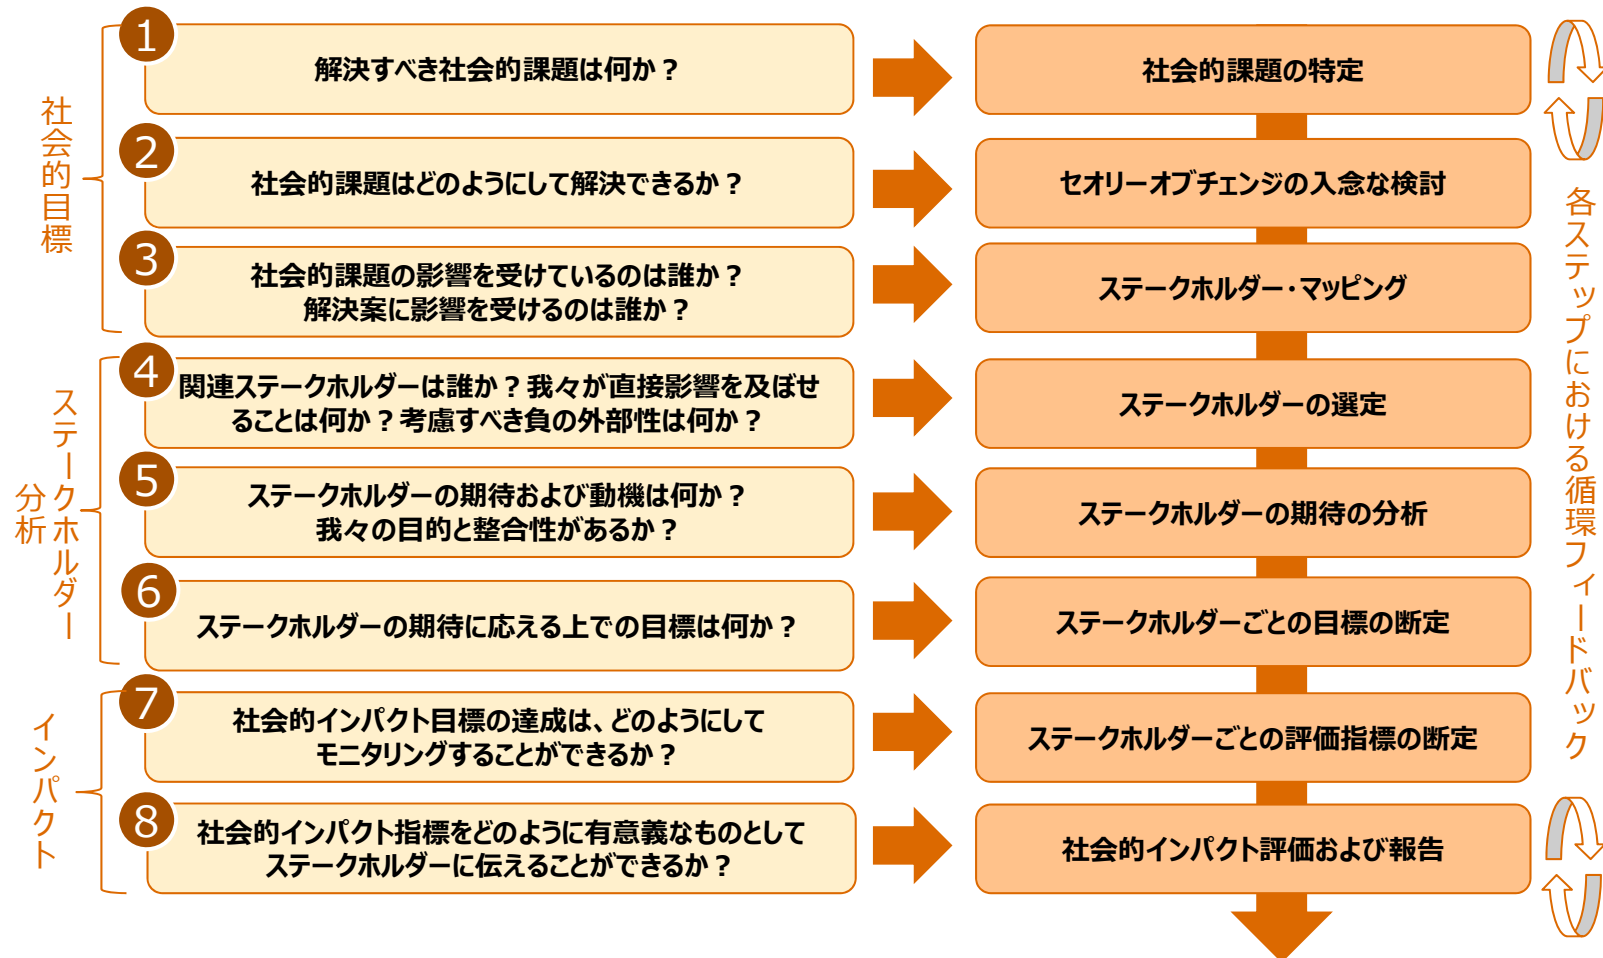 社会的目標
1
解決すべき社会的課題は何か？
社会的課題の特定
2
社会的課題はどのようにして解決できるか？
セオリーオブチェンジの入念な検討
3
社会的課題の影響を受けているのは誰か？
解決案に影響を受けるのは誰か？
ステークホルダー・マッピング
ステークホルダー
分析
4
関連ステークホルダーは誰か？我々が直接影響を及ぼせ
ることは何か？考慮すべき負の外部性は何か？
ステークホルダーの選定
5
ステークホルダーの期待および動機は何か？
我々の目的と整合性があるか？
ステークホルダーの期待の分析
6
ステークホルダーの期待に応える上での目標は何か？
ステークホルダーごとの目標の断定
インパクト
7
社会的インパクト目標の達成は、どのようにして
モニタリングすることができるか？
ステークホルダーごとの評価指標の断定
8
社会的インパクト指標をどのように有意義なものとして
ステークホルダーに伝えることができるか？
社会的インパクト評価および報告
各ステップにおける循環フィードバック